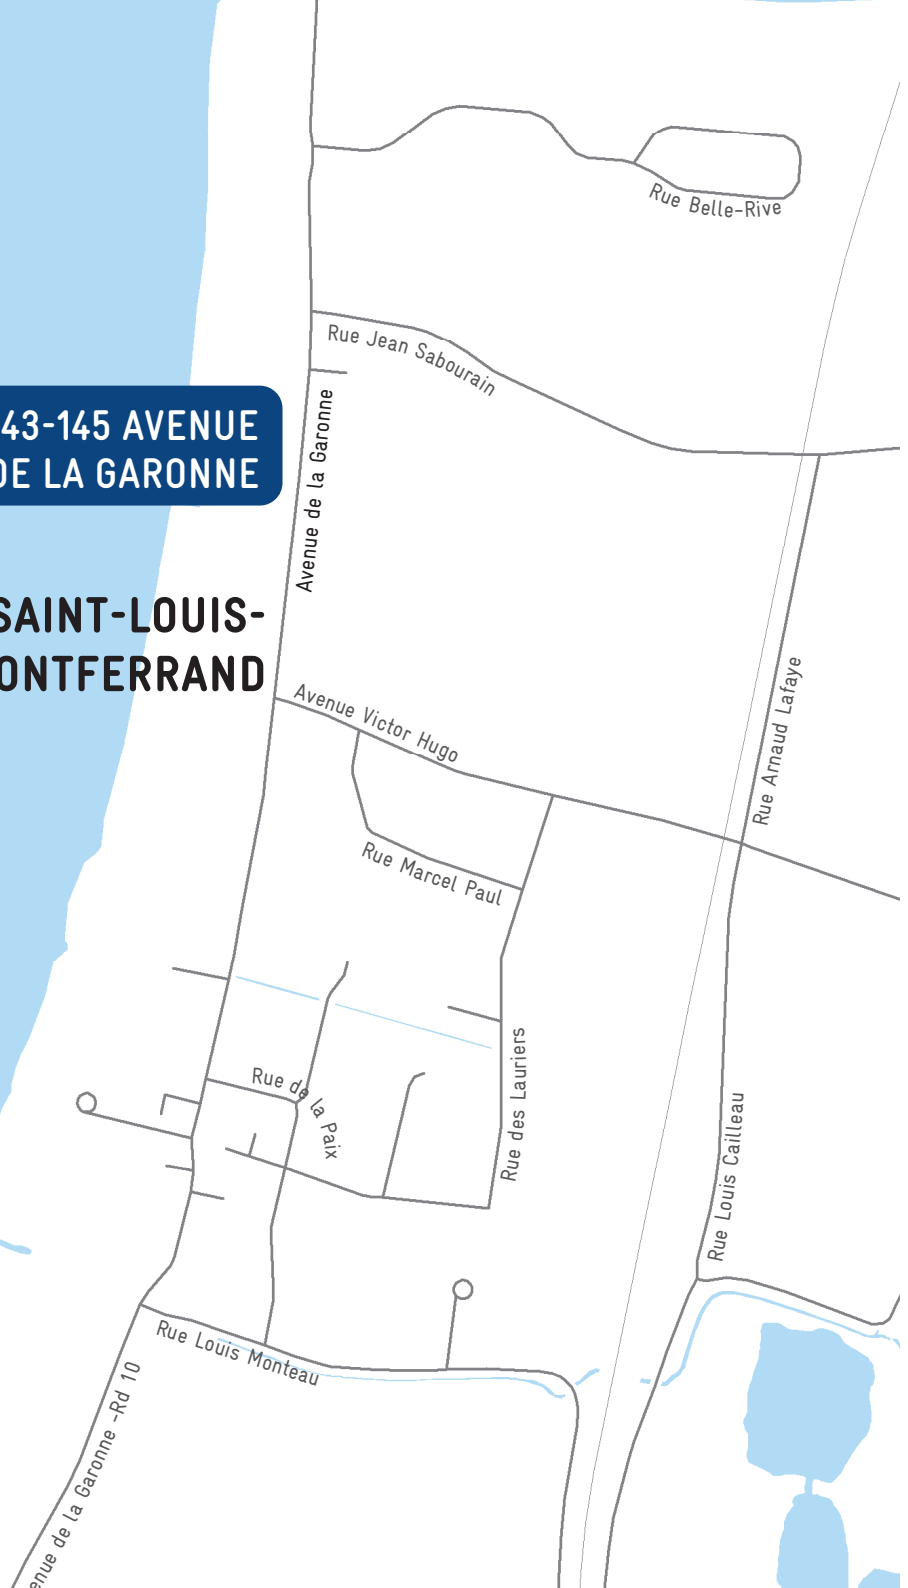 Rue Belle-Rive
Rue Jean Sabourain
43-145 AVENUE
DE LA GARONNE
Avenue de la Garonne
SAINT-LOUIS-
ONTFERRAND
Avenue Victor Hugo
Rue Arnaud Lafaye
Rue Marcel Paul
Rue des Lauriers
Rue de la Paix
Rue Louis Cailleau
Rue Louis Monteau
enue de la Garonne -Rd 10